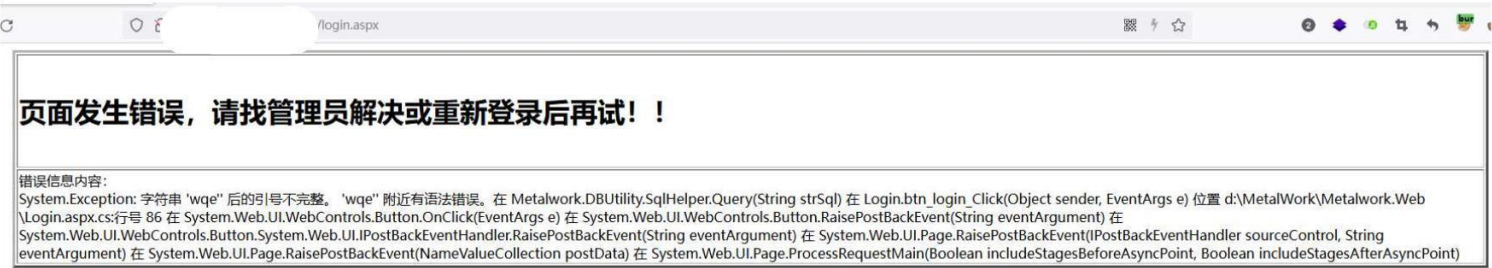 /login.aspx
2
bur
页面发生错误，请找管理员解决或重新登录后再试！！
错误信息内容：
System.Exception: 字符串 'wqe'' 后的引号不完整。 'wqe'' 附近有语法错误。在 Metalwork.DBUtility.SqlHelper.Query(String strSql) 在 Login.btn_login_Click(Object sender, EventArgs e) 位置 d:\MetalWork\Metalwork.Web
\Login.aspx.cs:行号 86 在 System.Web.UI.WebControls.Button.OnClick(EventArgs e) 在 System.Web.UI.WebControls.Button.RaisePostBackEvent(String eventArgument) 在
System.Web.UI.WebControls.Button.System.Web.UI.IPostBackEventHandler.RaisePostBackEvent(String eventArgument) 在 System.Web.UI.Page.RaisePostBackEvent(IPostBackEventHandler sourceControl, String
eventArgument) 在 System.Web.UI.Page.RaisePostBackEvent(NameValueCollection postData) 在 System.Web.UI.Page.ProcessRequestMain(Boolean includeStagesBeforeAsyncPoint, Boolean includeStagesAfterAsyncPoint)